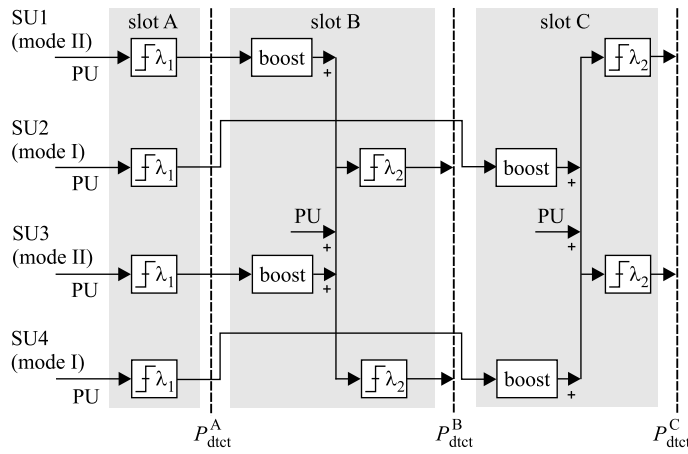 slot A slot B slot C
SU1
(mode II)
PU
λ1
boost
+
λ2
SU2
(mode I)
PU
λ1
λ2
boost
+
PU
+
PU
+
SU3
(mode II)
PU
λ1
boost
+
λ2
SU4
(mode I)
PU
λ1
λ2
boost
+
P^A_dtct
P^B_dtct
P^C_dtct